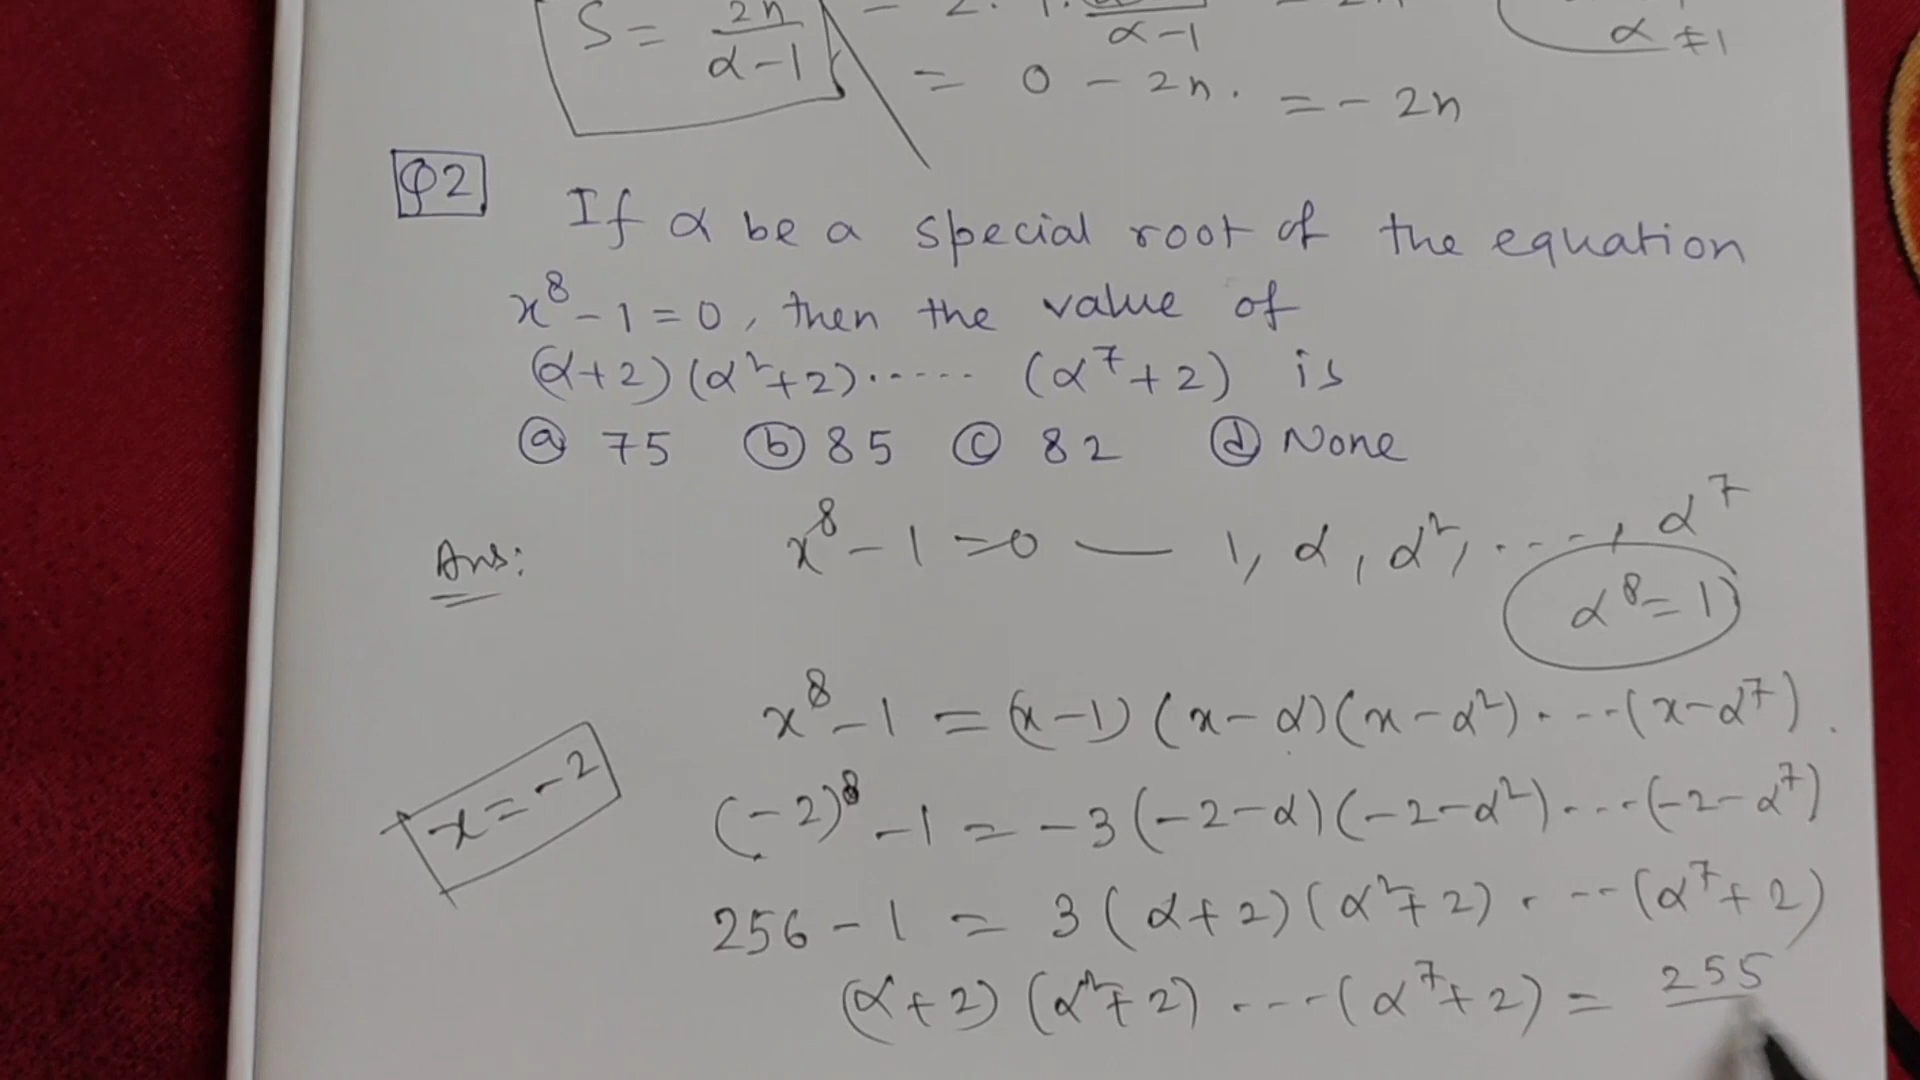 S = 2n/(α-1)
α-1
α ≠ 1
= 0 - 2n. = - 2n
Q2 If α be a special root of the equation
x⁸ - 1 = 0, then the value of
(α+2)(α²+2)...... (α⁷+2) is
ⓐ 75 ⓑ 85 ⓒ 82 ⓓ None
Ans: x⁸ - 1 = 0 — 1, α, α², ...., α⁷
α⁸ = 1
x⁸ - 1 = (x-1)(x-α)(x-α²)....(x-α⁷).
x = -2
(-2)⁸ - 1 = -3(-2-α)(-2-α²)....(-2-α⁷)
256 - 1 = 3(α+2)(α²+2)....(α⁷+2)
(α+2)(α²+2)....(α⁷+2) = 255